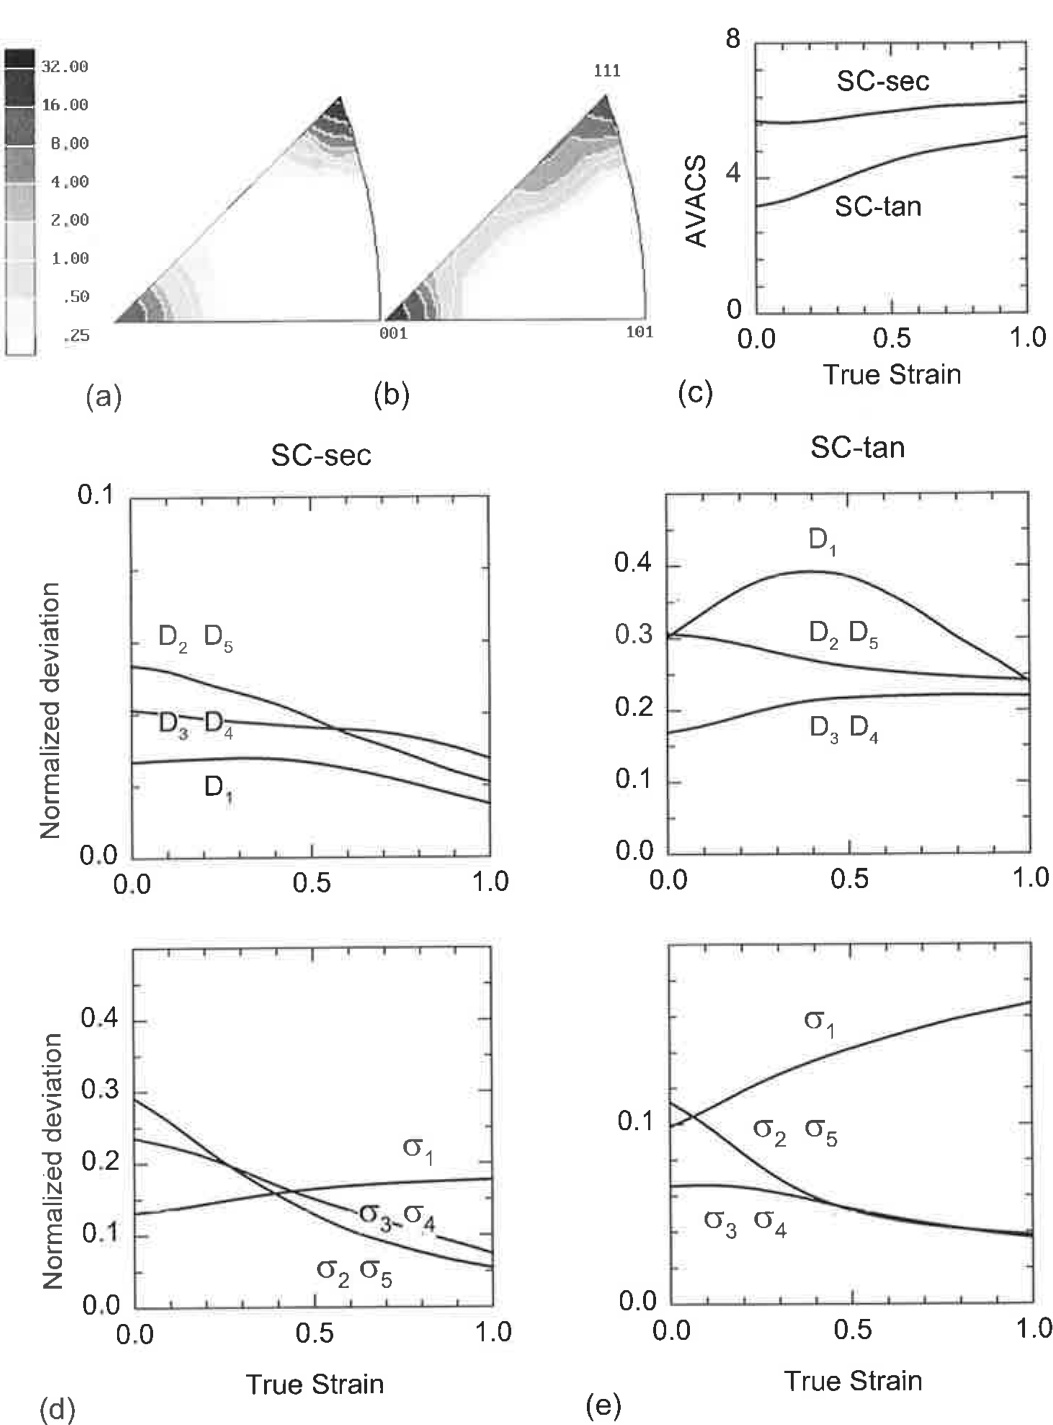 32.00
16.00
8.00
4.00
2.00
1.00
.50
.25
111
001
101
(a)
(b)
8
4
0
AVACS
SC-sec
SC-tan
0.0 0.5 1.0
True Strain
(c)
SC-sec
0.1
0.0
Normalized deviation
D2 D5
D3 D4
D1
0.0 0.5 1.0
SC-tan
0.4
0.3
0.2
0.1
0.0
D1
D2 D5
D3 D4
0.0 0.5 1.0
0.4
0.3
0.2
0.1
0.0
Normalized deviation
σ1
σ3 σ4
σ2 σ5
0.0 0.5 1.0
True Strain
(d)
0.1
0.0
σ1
σ2 σ5
σ3 σ4
0.0 0.5 1.0
True Strain
(e)